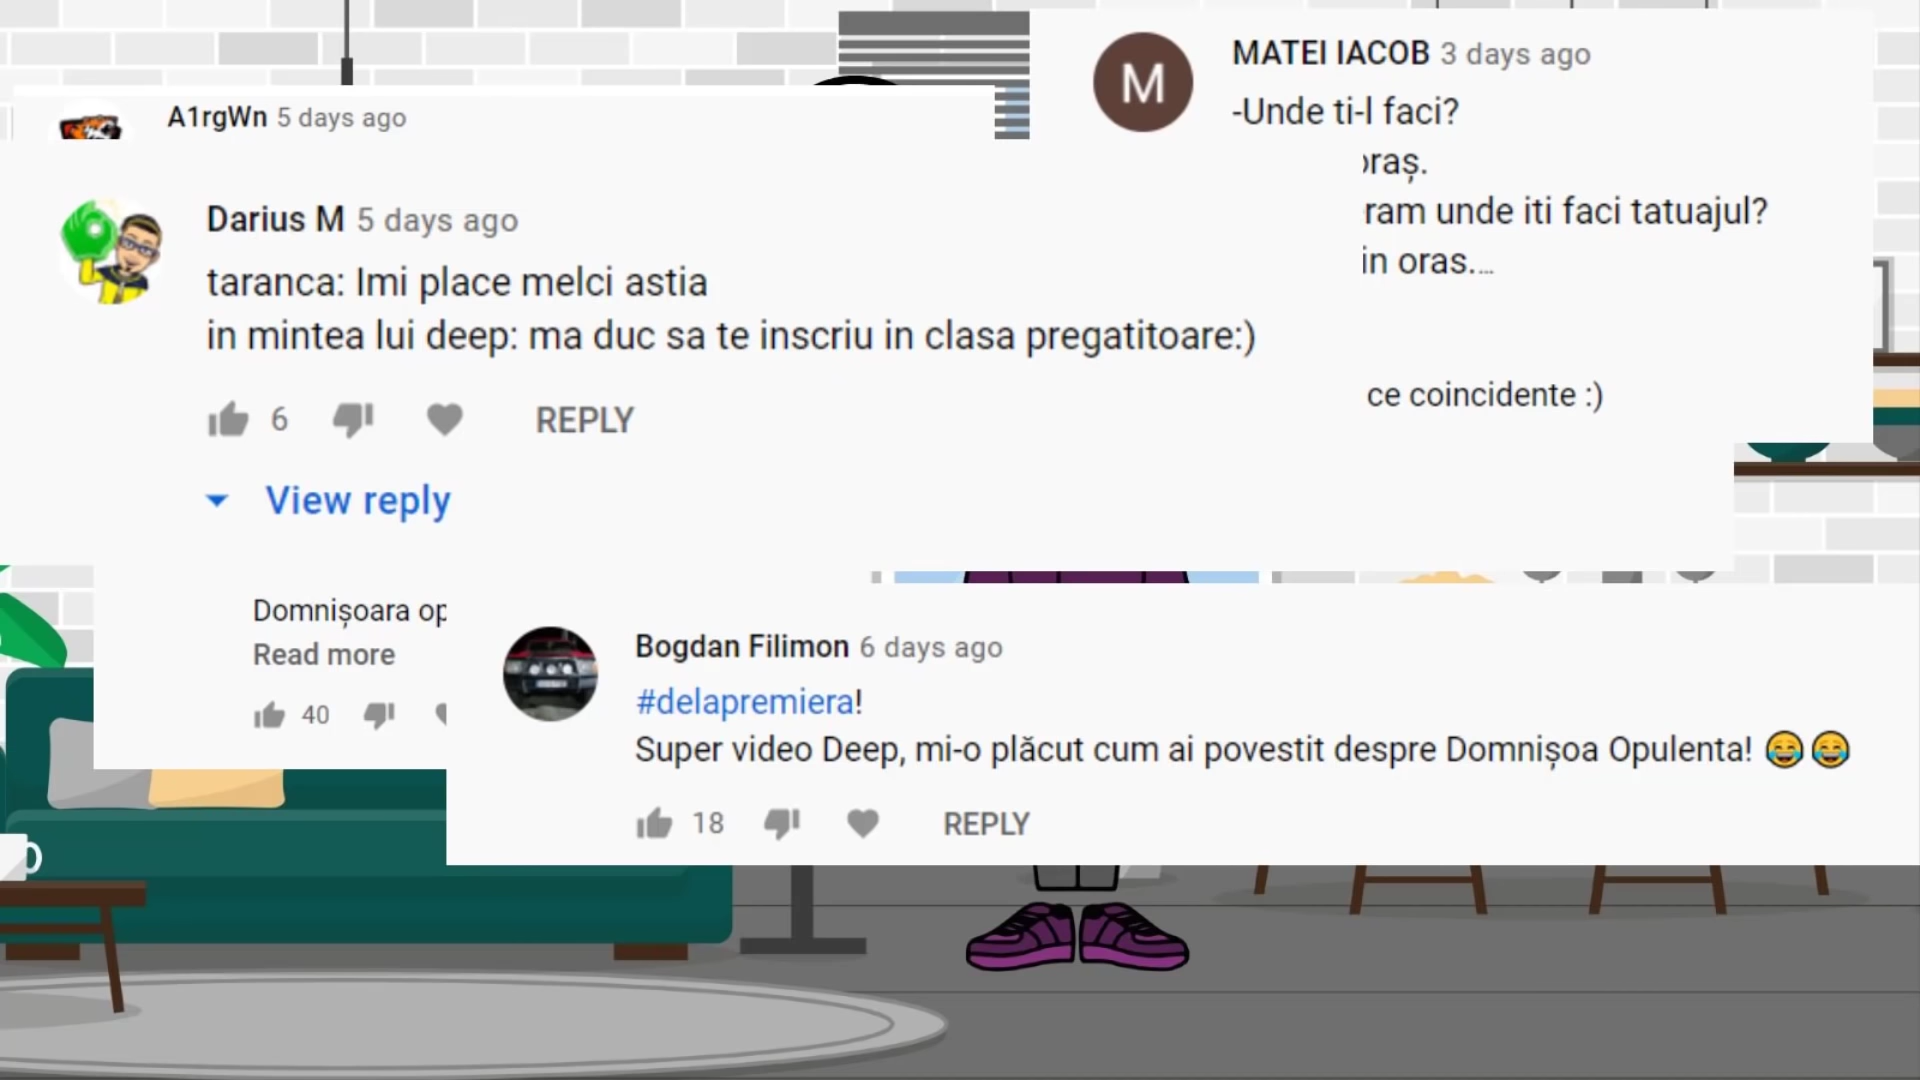 A1rgWn 5 days ago
Darius M 5 days ago
taranca: Imi place melci astia
in mintea lui deep: ma duc sa te inscriu in clasa pregatitoare:)
6 REPLY
View reply
M
MATEI IACOB 3 days ago
-Unde ti-l faci?
oraș.
ram unde iti faci tatuajul?
in oras.…
ce coincidente :)
Domnișoara op
Read more
40
Bogdan Filimon 6 days ago
#delapremiera!
Super video Deep, mi-o plăcut cum ai povestit despre Domnișoa Opulenta! 😂😂
18 REPLY